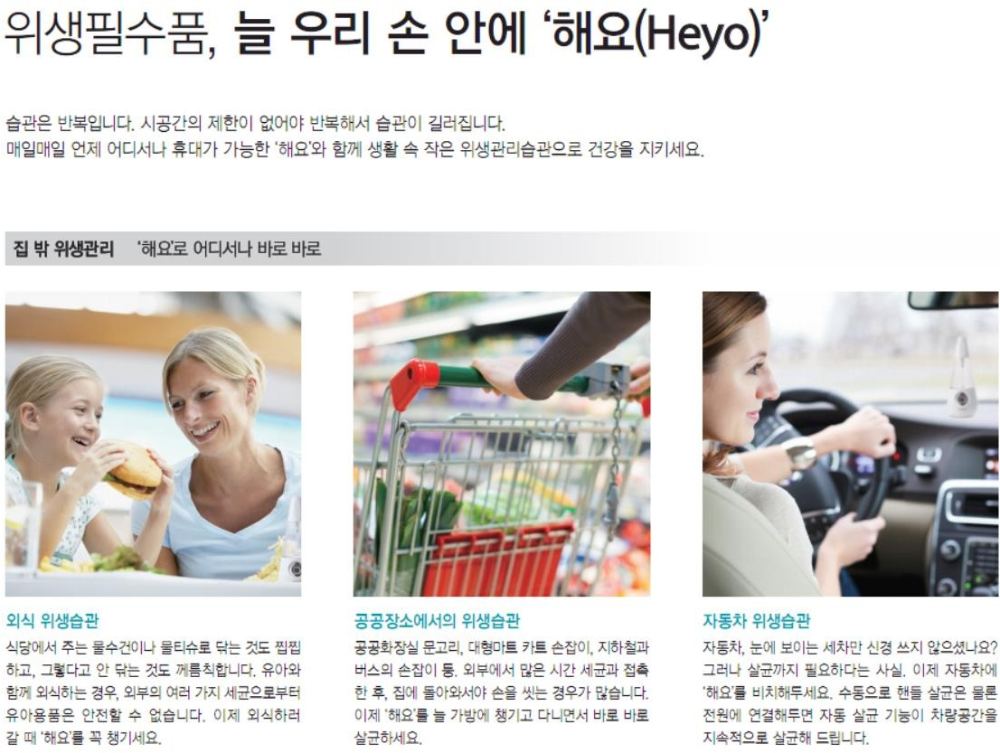 위생필수품, 늘 우리 손 안에 ‘해요(Heyo)’
습관은 반복입니다. 시공간의 제한이 없어야 반복해서 습관이 길러집니다.
매일매일 언제 어디서나 휴대가 가능한 ‘해요’와 함께 생활 속 작은 위생관리습관으로 건강을 지키세요.
집 밖 위생관리 ‘해요’로 어디서나 바로 바로
외식 위생습관
식당에서 주는 물수건이나 물티슈로 닦는 것도 찝찝
하고, 그렇다고 안 닦는 것도 께름칙합니다. 유아와
함께 외식하는 경우, 외부의 여러 가지 세균으로부터
유아용품은 안전할 수 없습니다. 이제 외식하러
갈 때 ‘해요’를 꼭 챙기세요.
공공장소에서의 위생습관
공공화장실 문고리, 대형마트 카트 손잡이, 지하철과
버스의 손잡이 등. 외부에서 많은 시간 세균과 접촉
한 후, 집에 돌아와서야 손을 씻는 경우가 많습니다.
이제 ‘해요’를 늘 가방에 챙기고 다니면서 바로 바로
살균하세요.
자동차 위생습관
자동차, 눈에 보이는 세차만 신경 쓰지 않으셨나요?
그러나 살균까지 필요하다는 사실. 이제 자동차에
‘해요’를 비치해두세요. 수동으로 핸들 살균은 물론
전원에 연결해두면 자동 살균 기능이 차량공간을
지속적으로 살균해 드립니다.